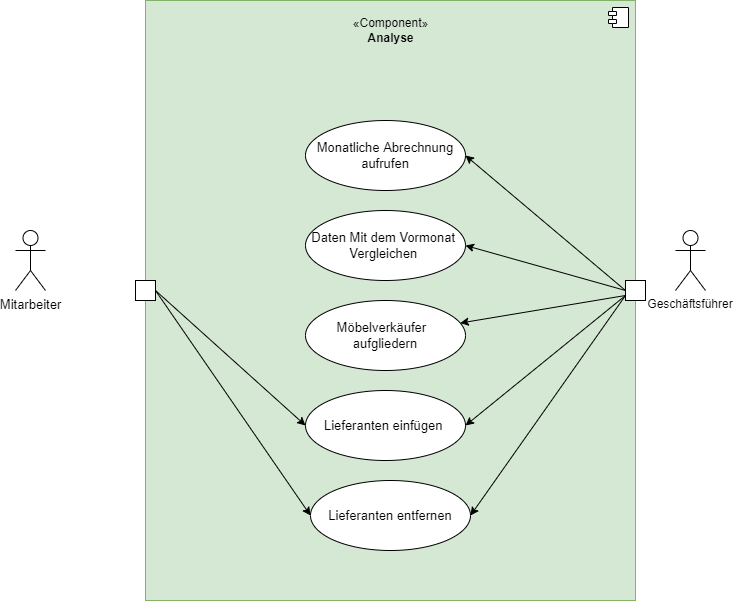 «Component»
Analyse
Monatliche Abrechnung
aufrufen
Daten Mit dem Vormonat
Vergleichen
Mitarbeiter
Geschäftsführer
Möbelverkäufer
aufgliedern
Lieferanten einfügen
Lieferanten entfernen